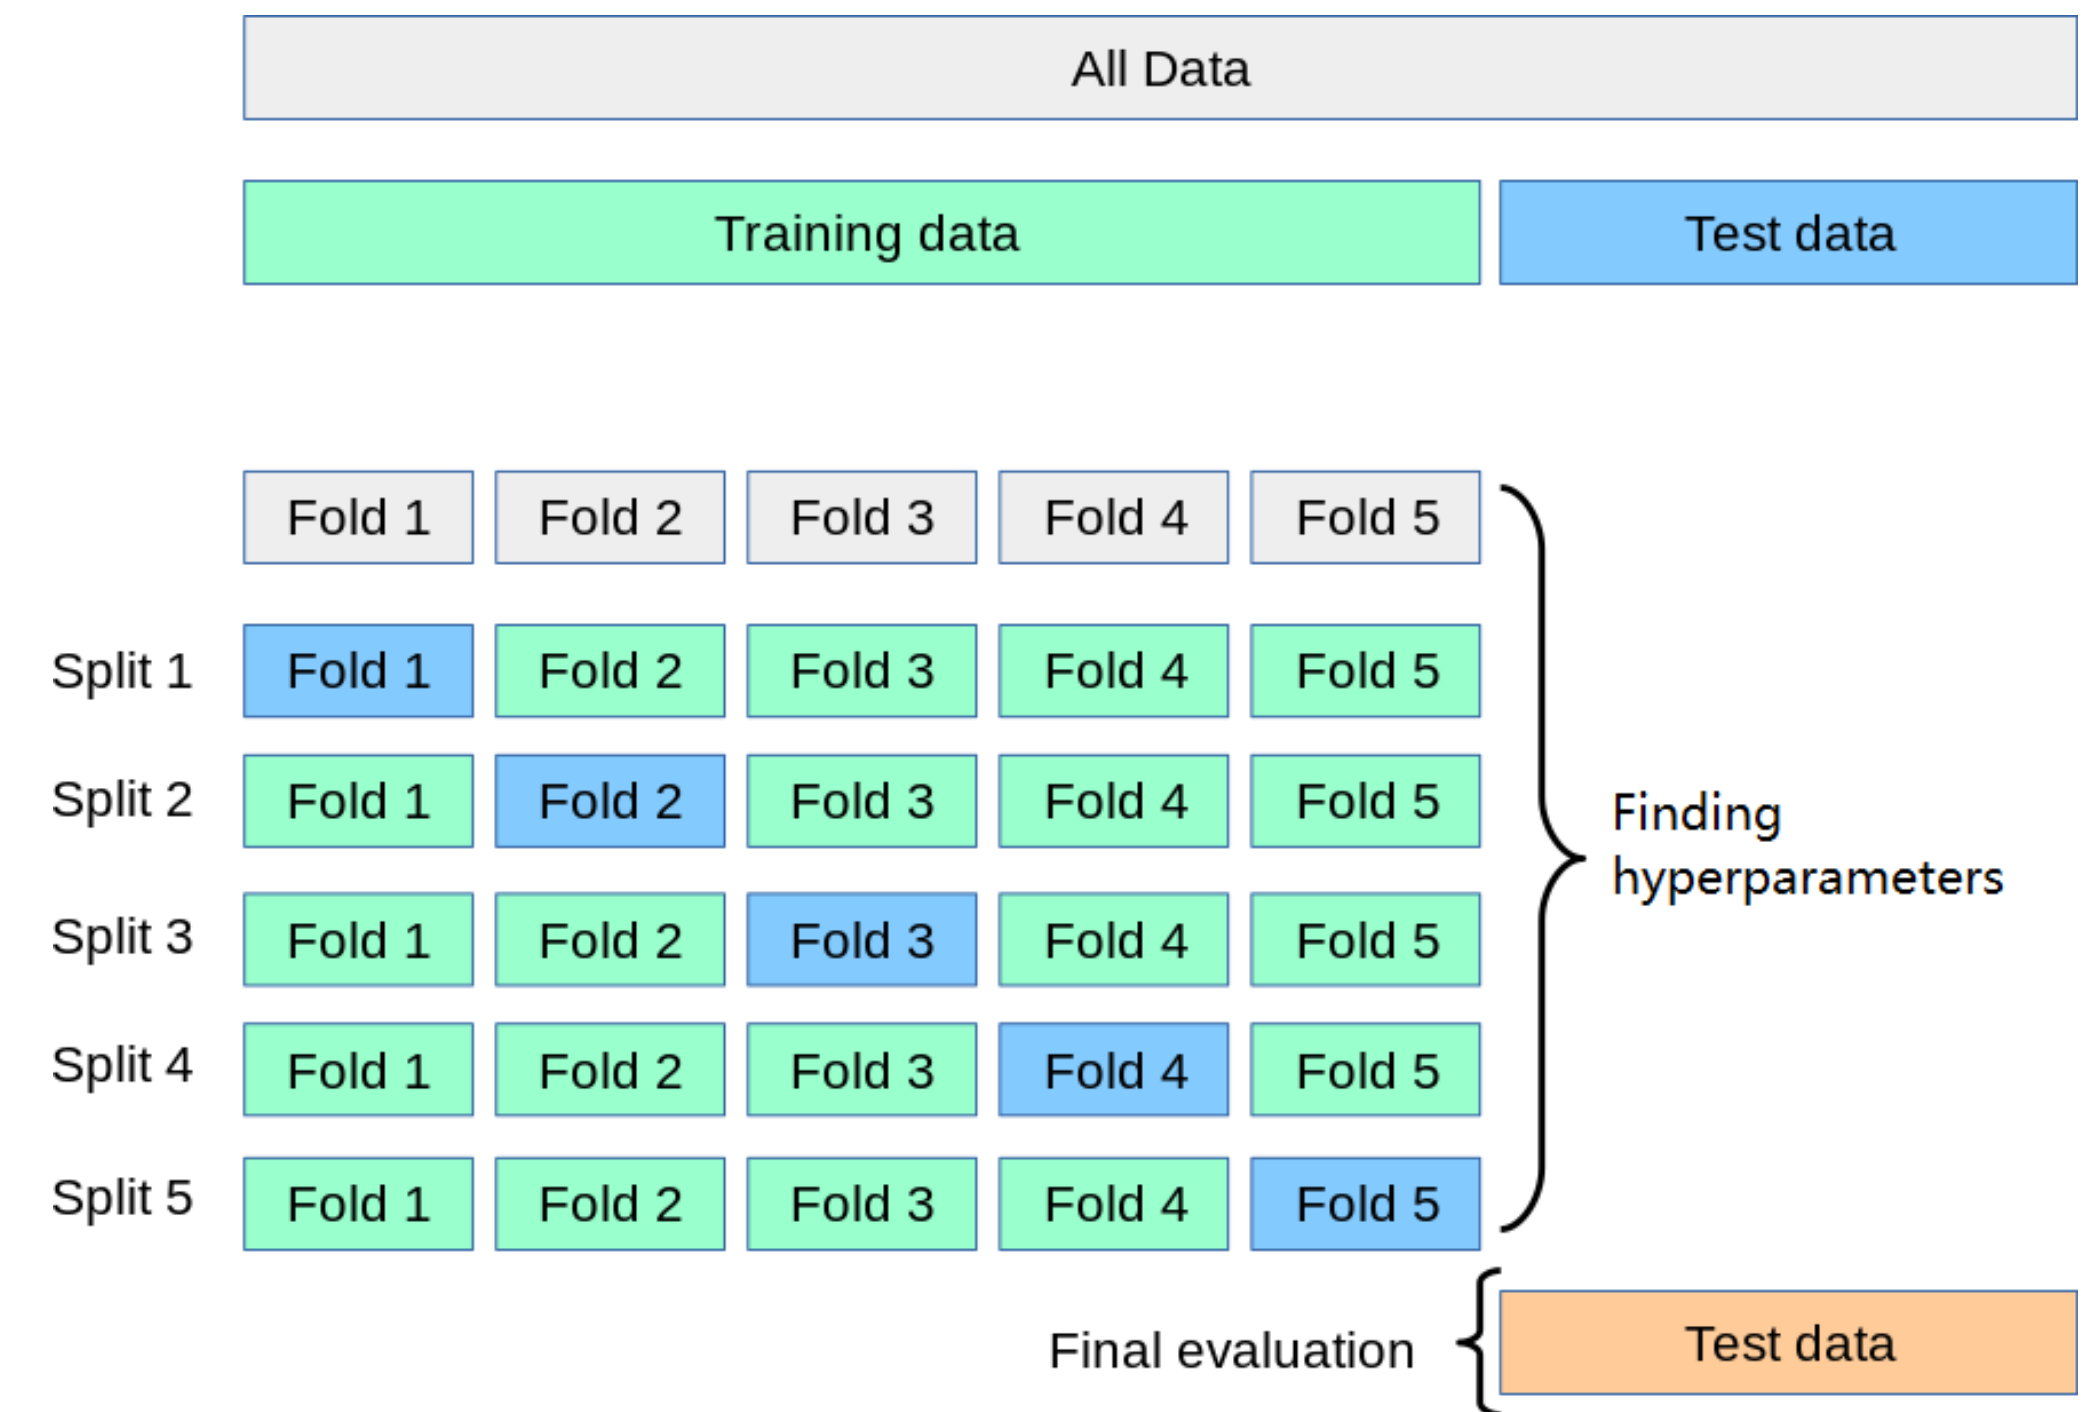 All Data
Training data Test data
Fold 1 Fold 2 Fold 3 Fold 4 Fold 5
Split 1 Fold 1 Fold 2 Fold 3 Fold 4 Fold 5
Split 2 Fold 1 Fold 2 Fold 3 Fold 4 Fold 5
Finding
hyperparameters
Split 3 Fold 1 Fold 2 Fold 3 Fold 4 Fold 5
Split 4 Fold 1 Fold 2 Fold 3 Fold 4 Fold 5
Split 5 Fold 1 Fold 2 Fold 3 Fold 4 Fold 5
Final evaluation Test data